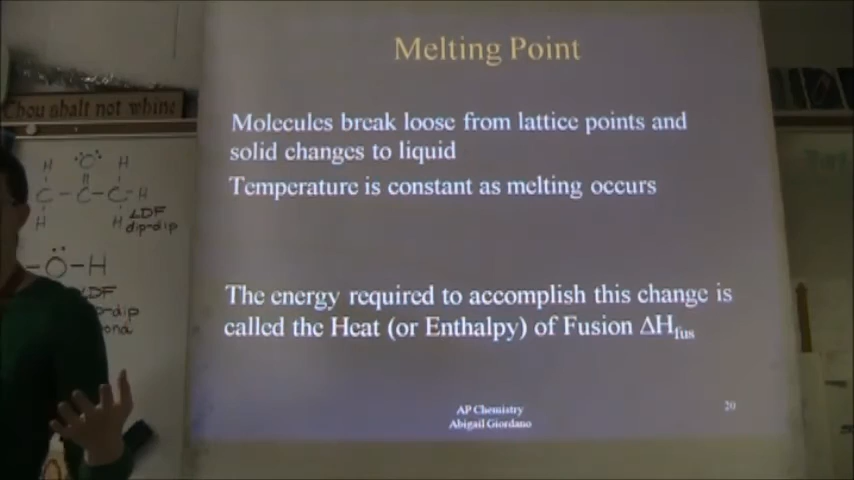 Melting Point
Molecules break loose from lattice points and
solid changes to liquid
Temperature is constant as melting occurs
The energy required to accomplish this change is
called the Heat (or Enthalpy) of Fusion ΔHfus
AP Chemistry
Abigail Giordano
20
Thou shalt not whine
H :O: H
C - C - C - H
H H LDF
dip-dip
- O - H
LDF